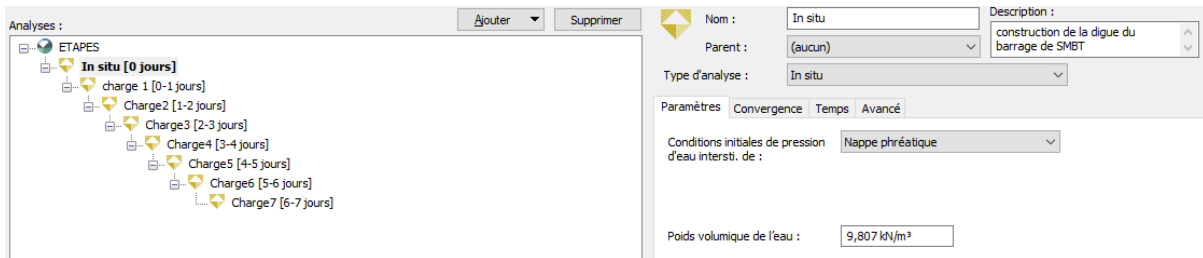 Analyses :
Ajouter
Supprimer
ETAPES
In situ [0 jours]
charge 1 [0-1 jours]
Charge2 [1-2 jours]
Charge3 [2-3 jours]
Charge4 [3-4 jours]
Charge5 [4-5 jours]
Charge6 [5-6 jours]
Charge7 [6-7 jours]
Nom :
In situ
Description :
construction de la digue du
barrage de SMBT
Parent :
(aucun)
Type d'analyse :
In situ
Paramètres
Convergence
Temps
Avancé
Conditions initiales de pression
d'eau intersti. de :
Nappe phréatique
Poids volumique de l'eau :
9,807 kN/m³